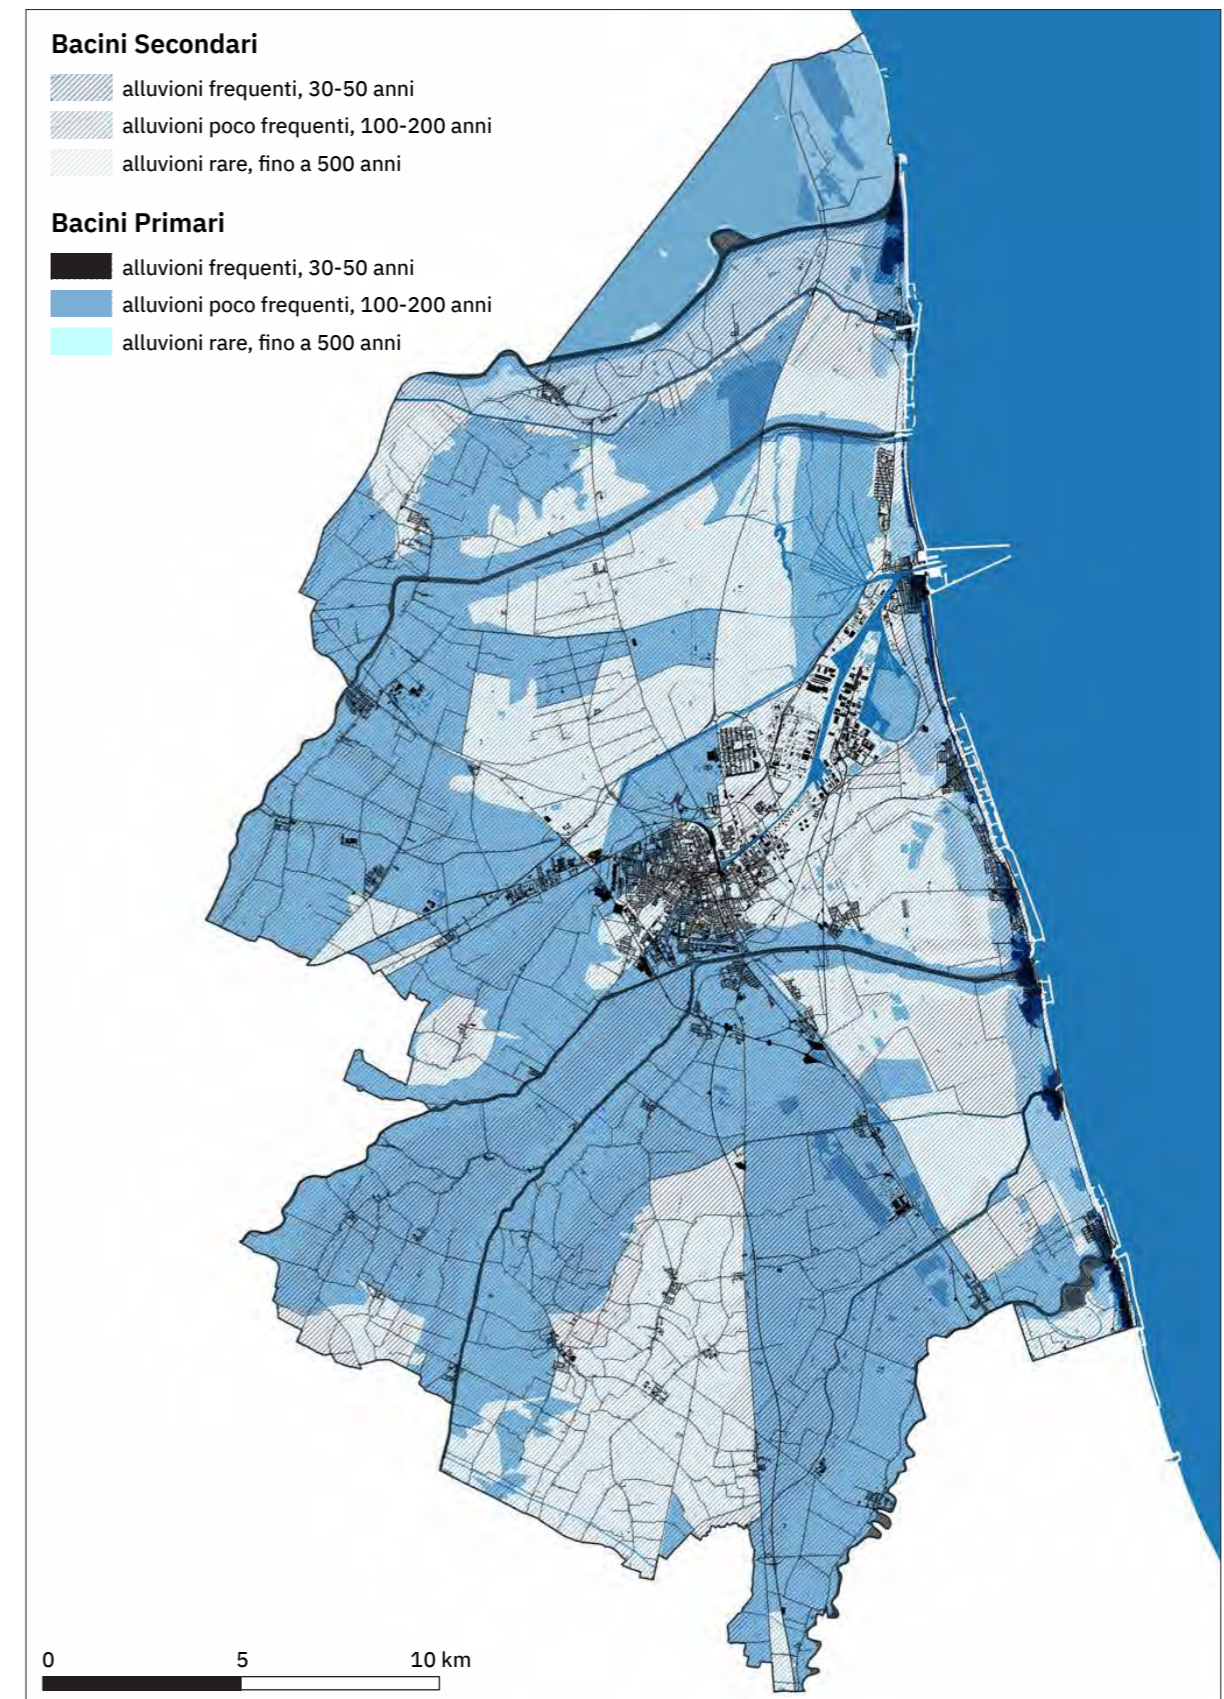 Bacini Secondari
alluvioni frequenti, 30-50 anni
alluvioni poco frequenti, 100-200 anni
alluvioni rare, fino a 500 anni
Bacini Primari
alluvioni frequenti, 30-50 anni
alluvioni poco frequenti, 100-200 anni
alluvioni rare, fino a 500 anni
0 5 10 km